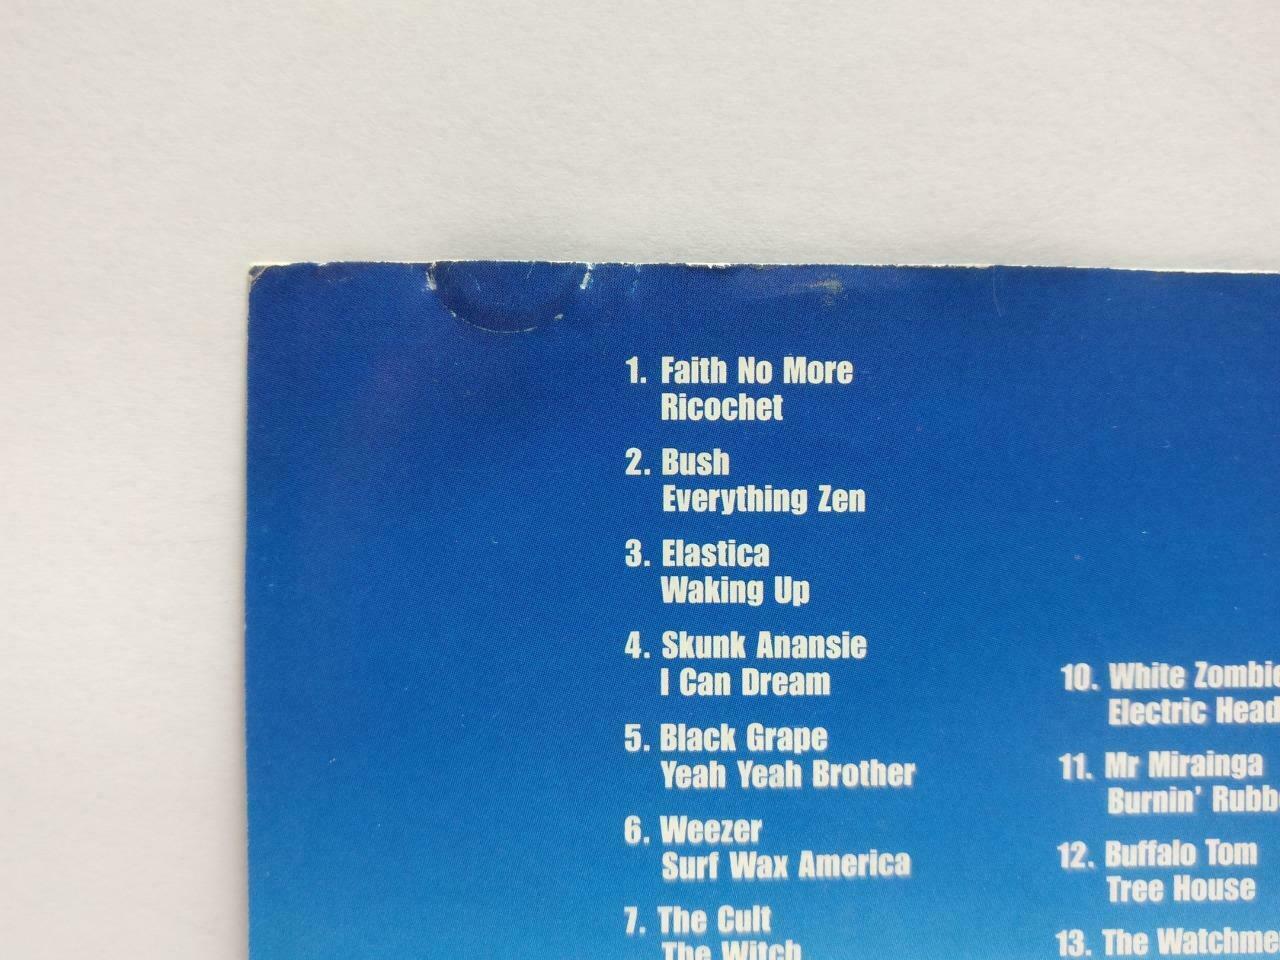 1. Faith No More
Ricochet
2. Bush
Everything Zen
3. Elastica
Waking Up
4. Skunk Anansie
I Can Dream
5. Black Grape
Yeah Yeah Brother
6. Weezer
Surf Wax America
7. The Cult
The Witch
10. White
Electric Head
11. Mr Mirainga
Burnin'
12. Buffalo Tom
Tree House
13. The